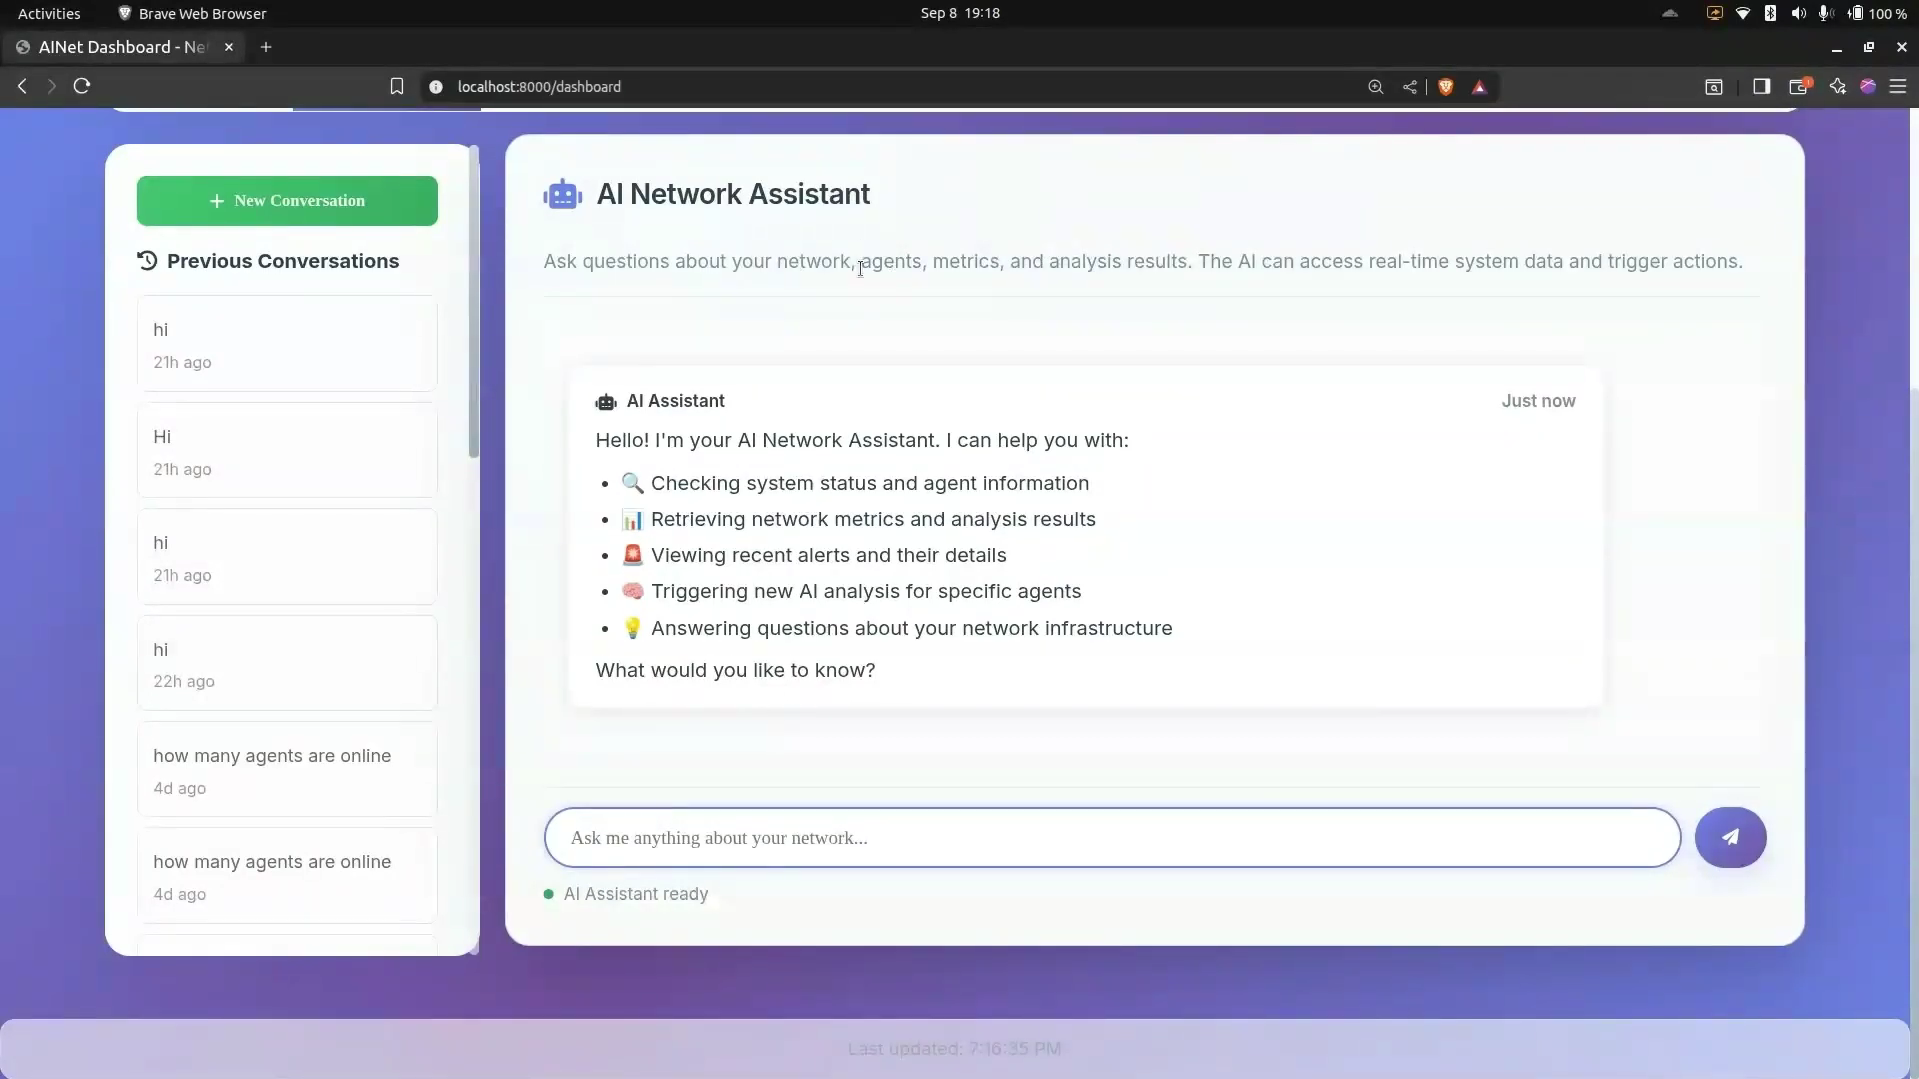 Activities
Brave Web Browser
Sep 8 19:18
100 %
AINet Dashboard - Ne
localhost:8000/dashboard
New Conversation
Previous Conversations
hi
21h ago
Hi
21h ago
hi
21h ago
hi
22h ago
how many agents are online
4d ago
how many agents are online
4d ago
AI Network Assistant
Ask questions about your network, agents, metrics, and analysis results. The AI can access real-time system data and trigger actions.
AI Assistant
Just now
Hello! I'm your AI Network Assistant. I can help you with:
• 🔍 Checking system status and agent information
• 📊 Retrieving network metrics and analysis results
• 🚨 Viewing recent alerts and their details
• 🧠 Triggering new AI analysis for specific agents
• 💡 Answering questions about your network infrastructure
What would you like to know?
Ask me anything about your network...
AI Assistant ready
Last updated: 7:16:35 PM